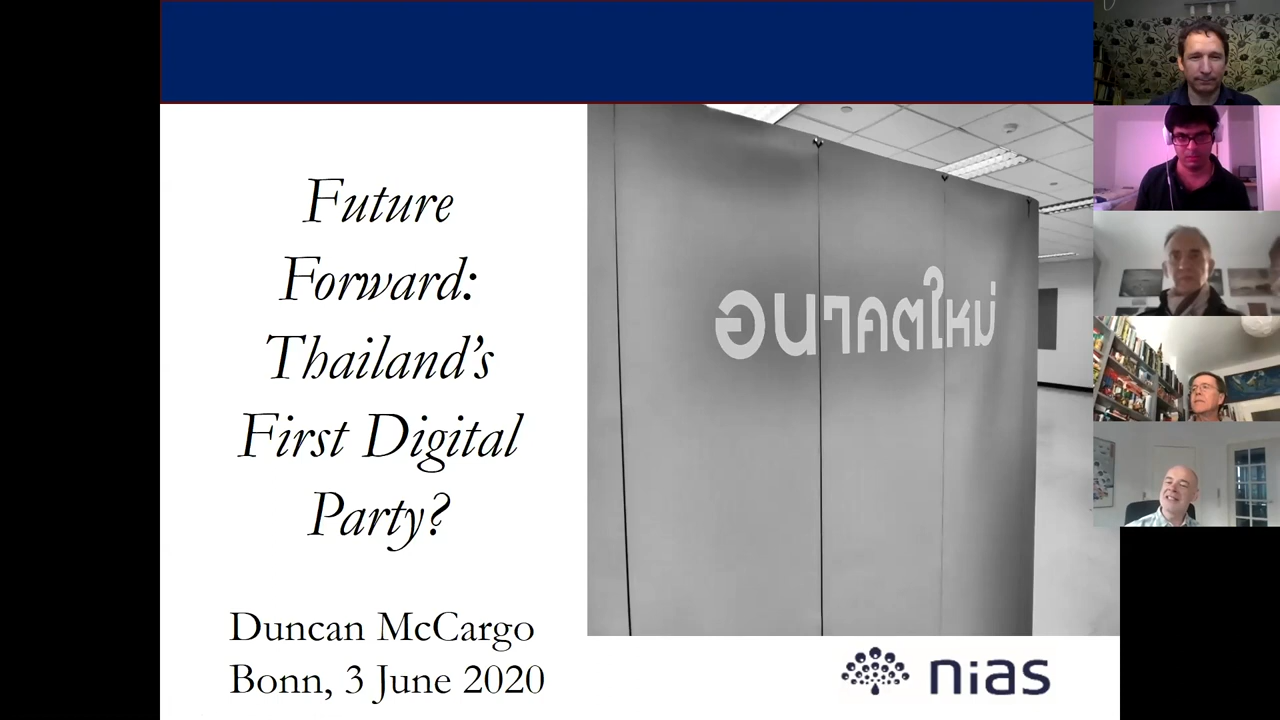 Future
Forward:
Thailand's
First Digital
Party?
Duncan McCargo
Bonn, 3 June 2020
อนาคตใหม่
nias